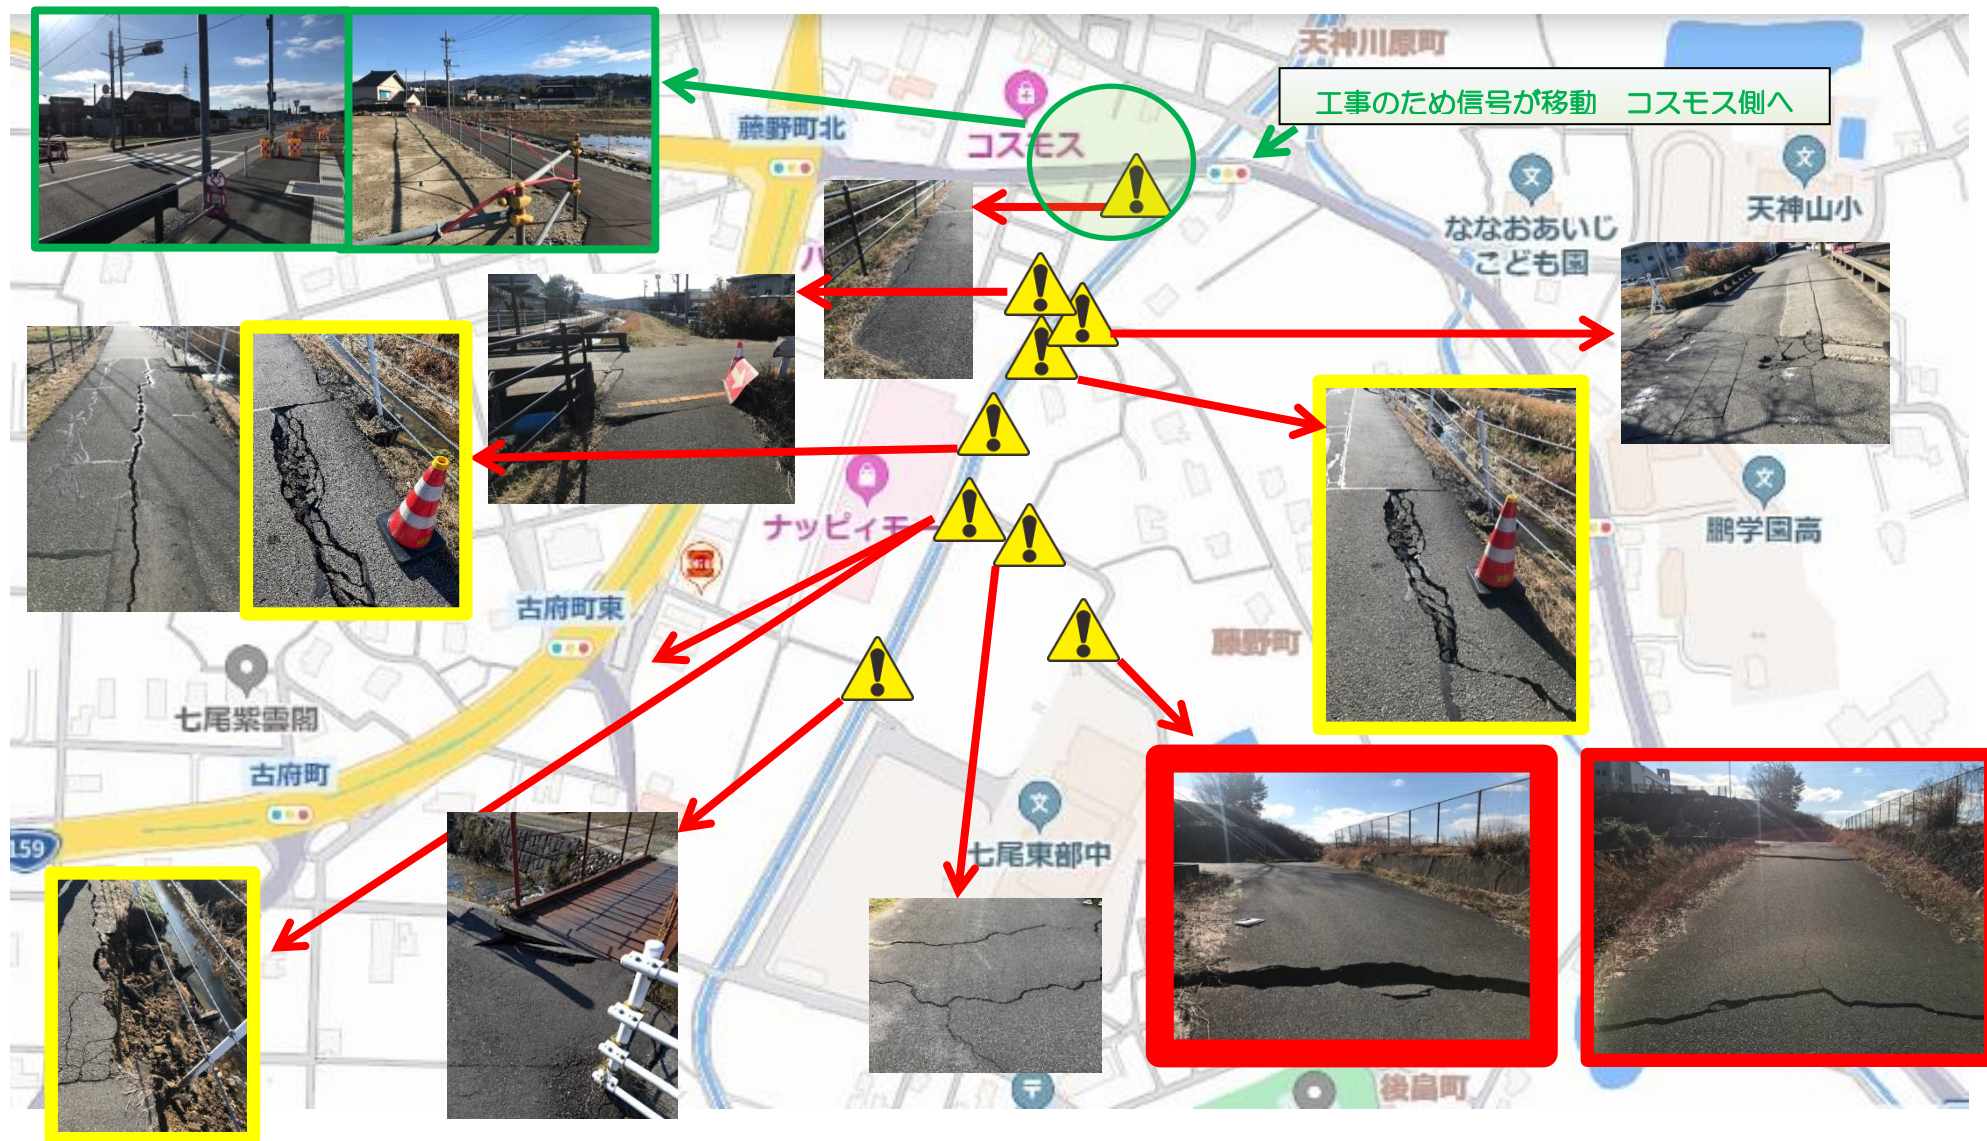 天神川原町
工事のため信号が移動　コスモス側へ
藤野町北
コスモス
天神山小
ななおあいじ
こども園
ナッピィモー
鵬学園高
古府町東
藤野町
七尾紫雲閣
古府町
159
七尾東部中
後畠町